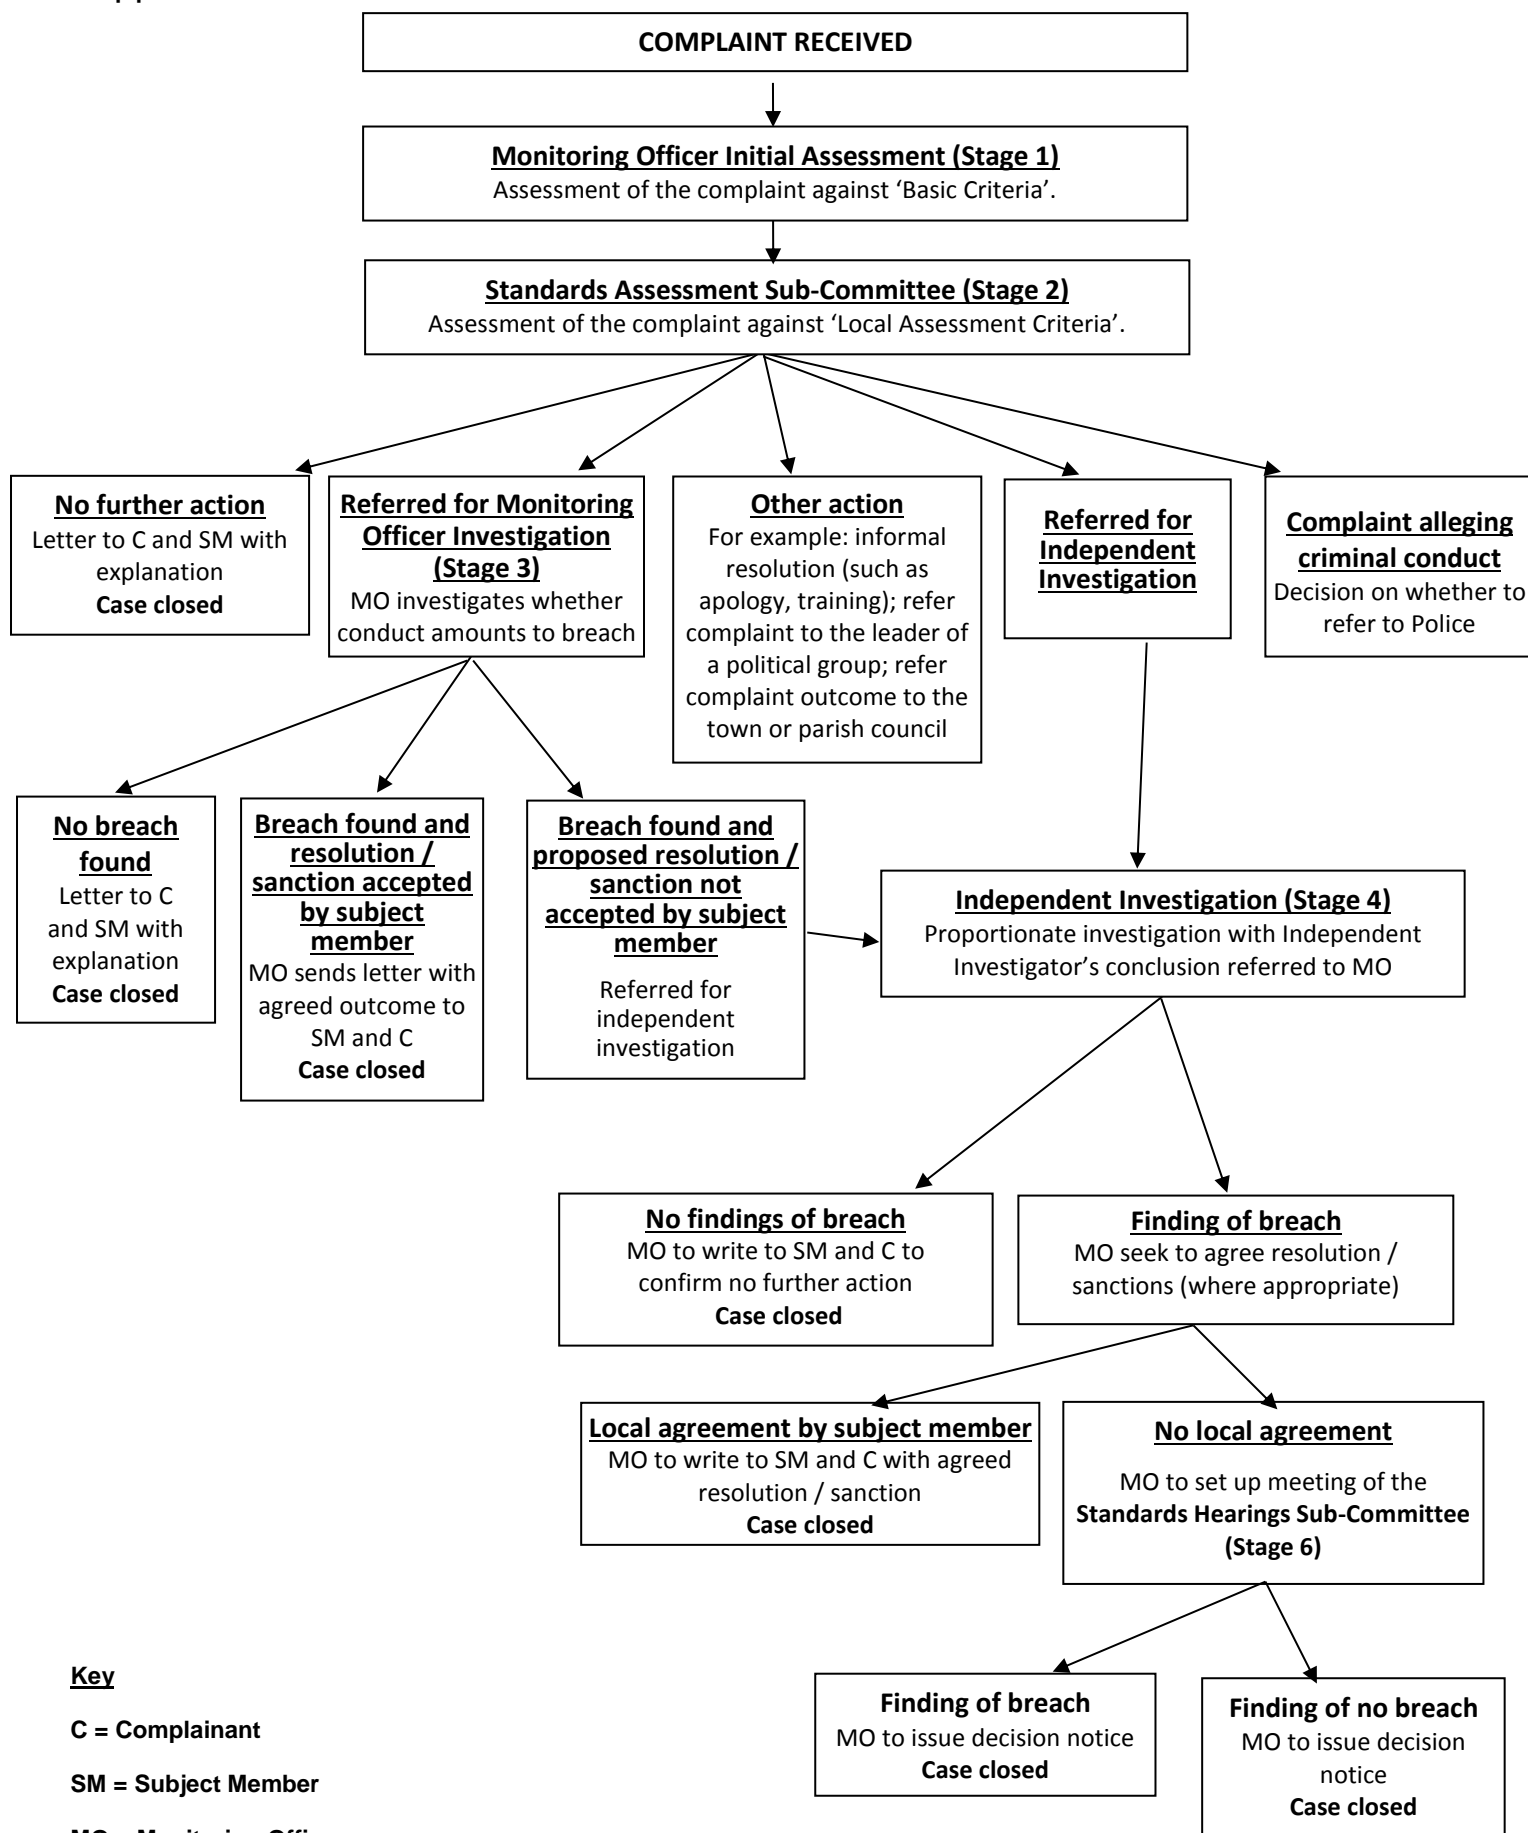 COMPLAINT RECEIVED
Monitoring Officer Initial Assessment (Stage 1)
Assessment of the complaint against ‘Basic Criteria’.
Standards Assessment Sub-Committee (Stage 2)
Assessment of the complaint against ‘Local Assessment Criteria’.
No further action
Letter to C and SM with
explanation
Case closed
Referred for Monitoring
Officer Investigation
(Stage 3)
MO investigates whether
conduct amounts to breach
Other action
For example: informal
resolution (such as
apology, training); refer
complaint to the leader of
a political group; refer
complaint outcome to the
town or parish council
Referred for
Independent
Investigation
Complaint alleging
criminal conduct
Decision on whether to
refer to Police
No breach
found
Letter to C
and SM with
explanation
Case closed
Breach found and
resolution /
sanction accepted
by subject
member
MO sends letter with
agreed outcome to
SM and C
Case closed
Breach found and
proposed resolution /
sanction not
accepted by subject
member
Referred for
independent
investigation
Independent Investigation (Stage 4)
Proportionate investigation with Independent
Investigator’s conclusion referred to MO
No findings of breach
MO to write to SM and C to
confirm no further action
Case closed
Finding of breach
MO seek to agree resolution /
sanctions (where appropriate)
Local agreement by subject member
MO to write to SM and C with agreed
resolution / sanction
Case closed
No local agreement
MO to set up meeting of the
Standards Hearings Sub-Committee
(Stage 6)
Finding of breach
MO to issue decision notice
Case closed
Finding of no breach
MO to issue decision
notice
Case closed
Key
C = Complainant
SM = Subject Member